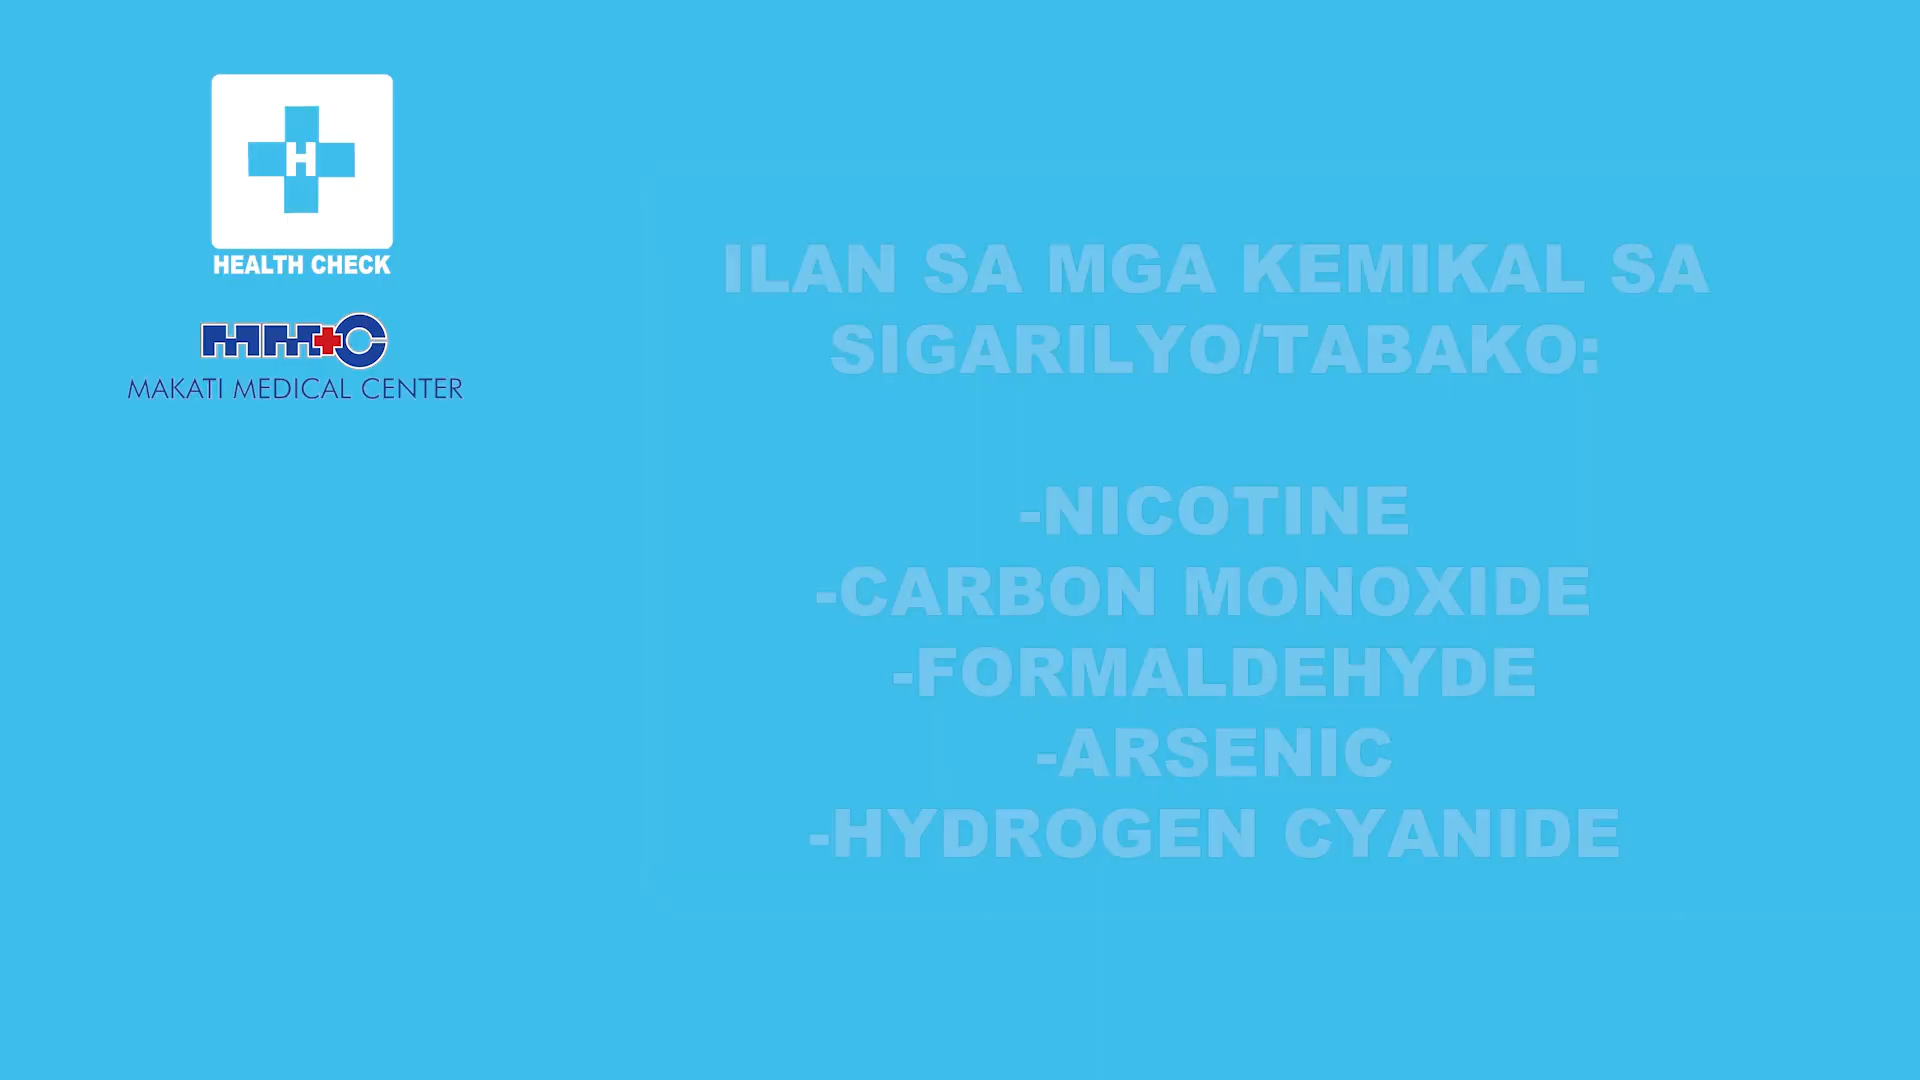 H
HEALTH CHECK
MM+C
MAKATI MEDICAL CENTER
ILAN SA MGA KEMIKAL SA
SIGARILYO/TABAKO:
-NICOTINE
-CARBON MONOXIDE
-FORMALDEHYDE
-ARSENIC
-HYDROGEN CYANIDE